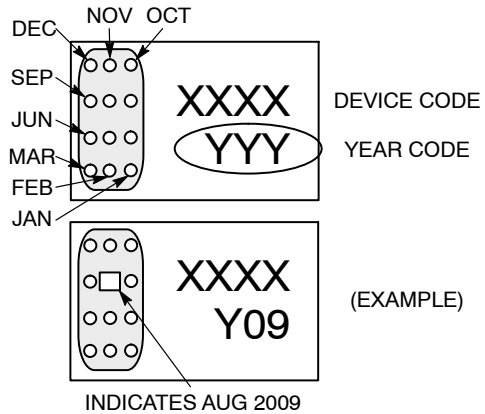 DEC NOV OCT
SEP
JUN
MAR
FEB
JAN
XXXX DEVICE CODE
YYY YEAR CODE
XXXX
Y09
(EXAMPLE)
INDICATES AUG 2009